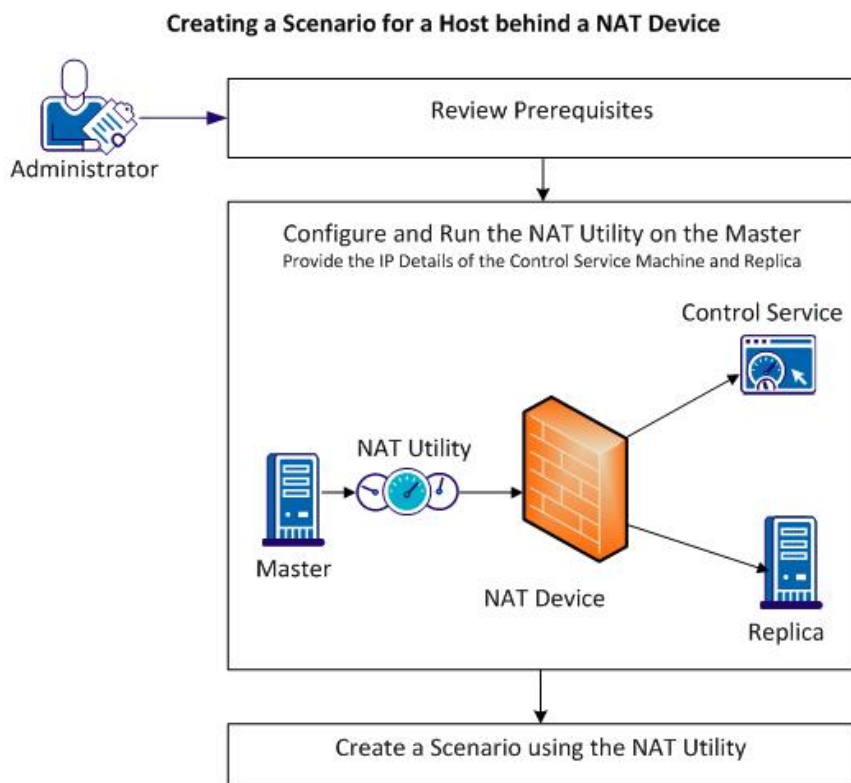 Creating a Scenario for a Host behind a NAT Device
Review Prerequisites
Administrator
Configure and Run the NAT Utility on the Master
Provide the IP Details of the Control Service Machine and Replica
Control Service
NAT Utility
Master
NAT Device
Replica
Create a Scenario using the NAT Utility